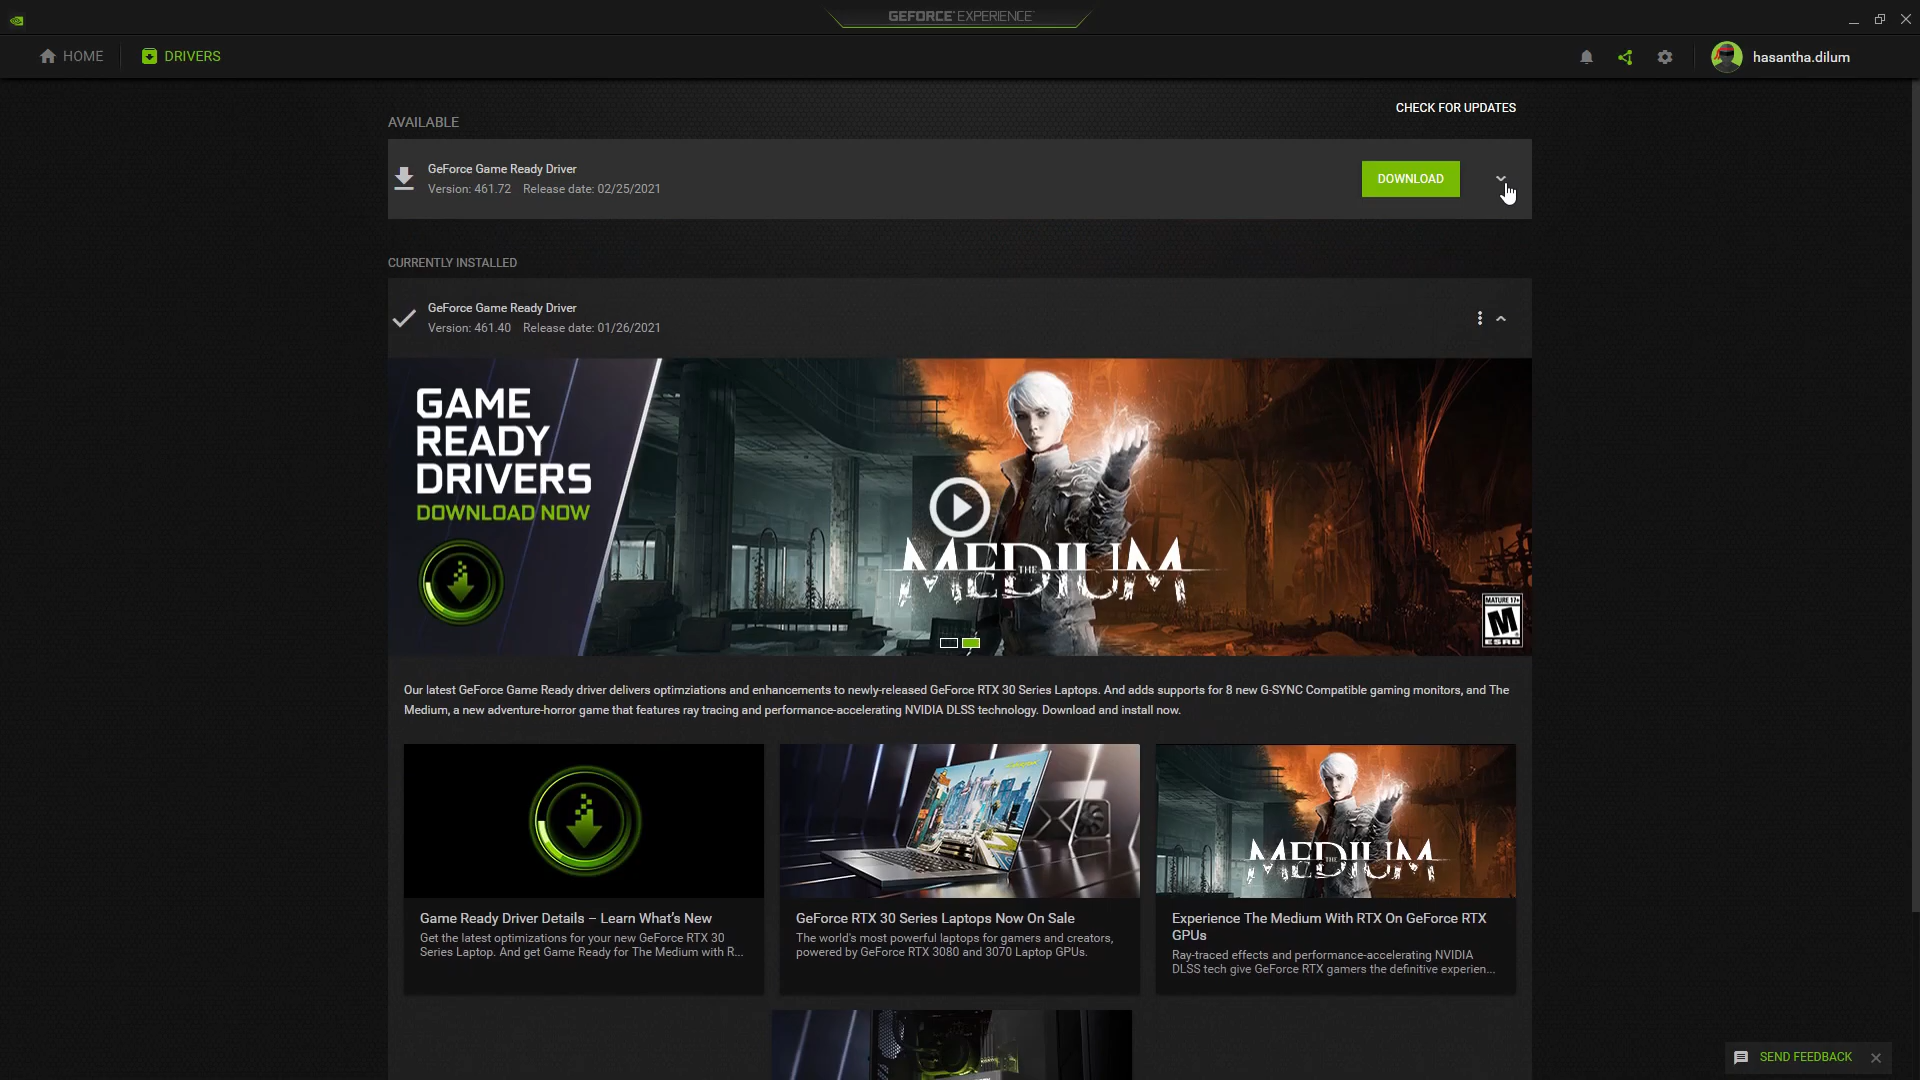 GEFORCE EXPERIENCE
HOME
DRIVERS
hasantha.dilum
CHECK FOR UPDATES
AVAILABLE
GeForce Game Ready Driver
Version: 461.72 Release date: 02/25/2021
DOWNLOAD
CURRENTLY INSTALLED
GeForce Game Ready Driver
Version: 461.40 Release date: 01/26/2021
GAME
READY
DRIVERS
DOWNLOAD NOW
THE MEDIUM
MATURE 17+
M
ESRB
Our latest GeForce Game Ready driver delivers optimziations and enhancements to newly-released GeForce RTX 30 Series Laptops. And adds supports for 8 new G-SYNC Compatible gaming monitors, and The
Medium, a new adventure-horror game that features ray tracing and performance-accelerating NVIDIA DLSS technology. Download and install now.
THE MEDIUM
Game Ready Driver Details – Learn What’s New
Get the latest optimizations for your new GeForce RTX 30
Series Laptop. And get Game Ready for The Medium with R...
GeForce RTX 30 Series Laptops Now On Sale
The world's most powerful laptops for gamers and creators,
powered by GeForce RTX 3080 and 3070 Laptop GPUs.
Experience The Medium With RTX On GeForce RTX
GPUs
Ray-traced effects and performance-accelerating NVIDIA
DLSS tech give GeForce RTX gamers the definitive experien...
SEND FEEDBACK